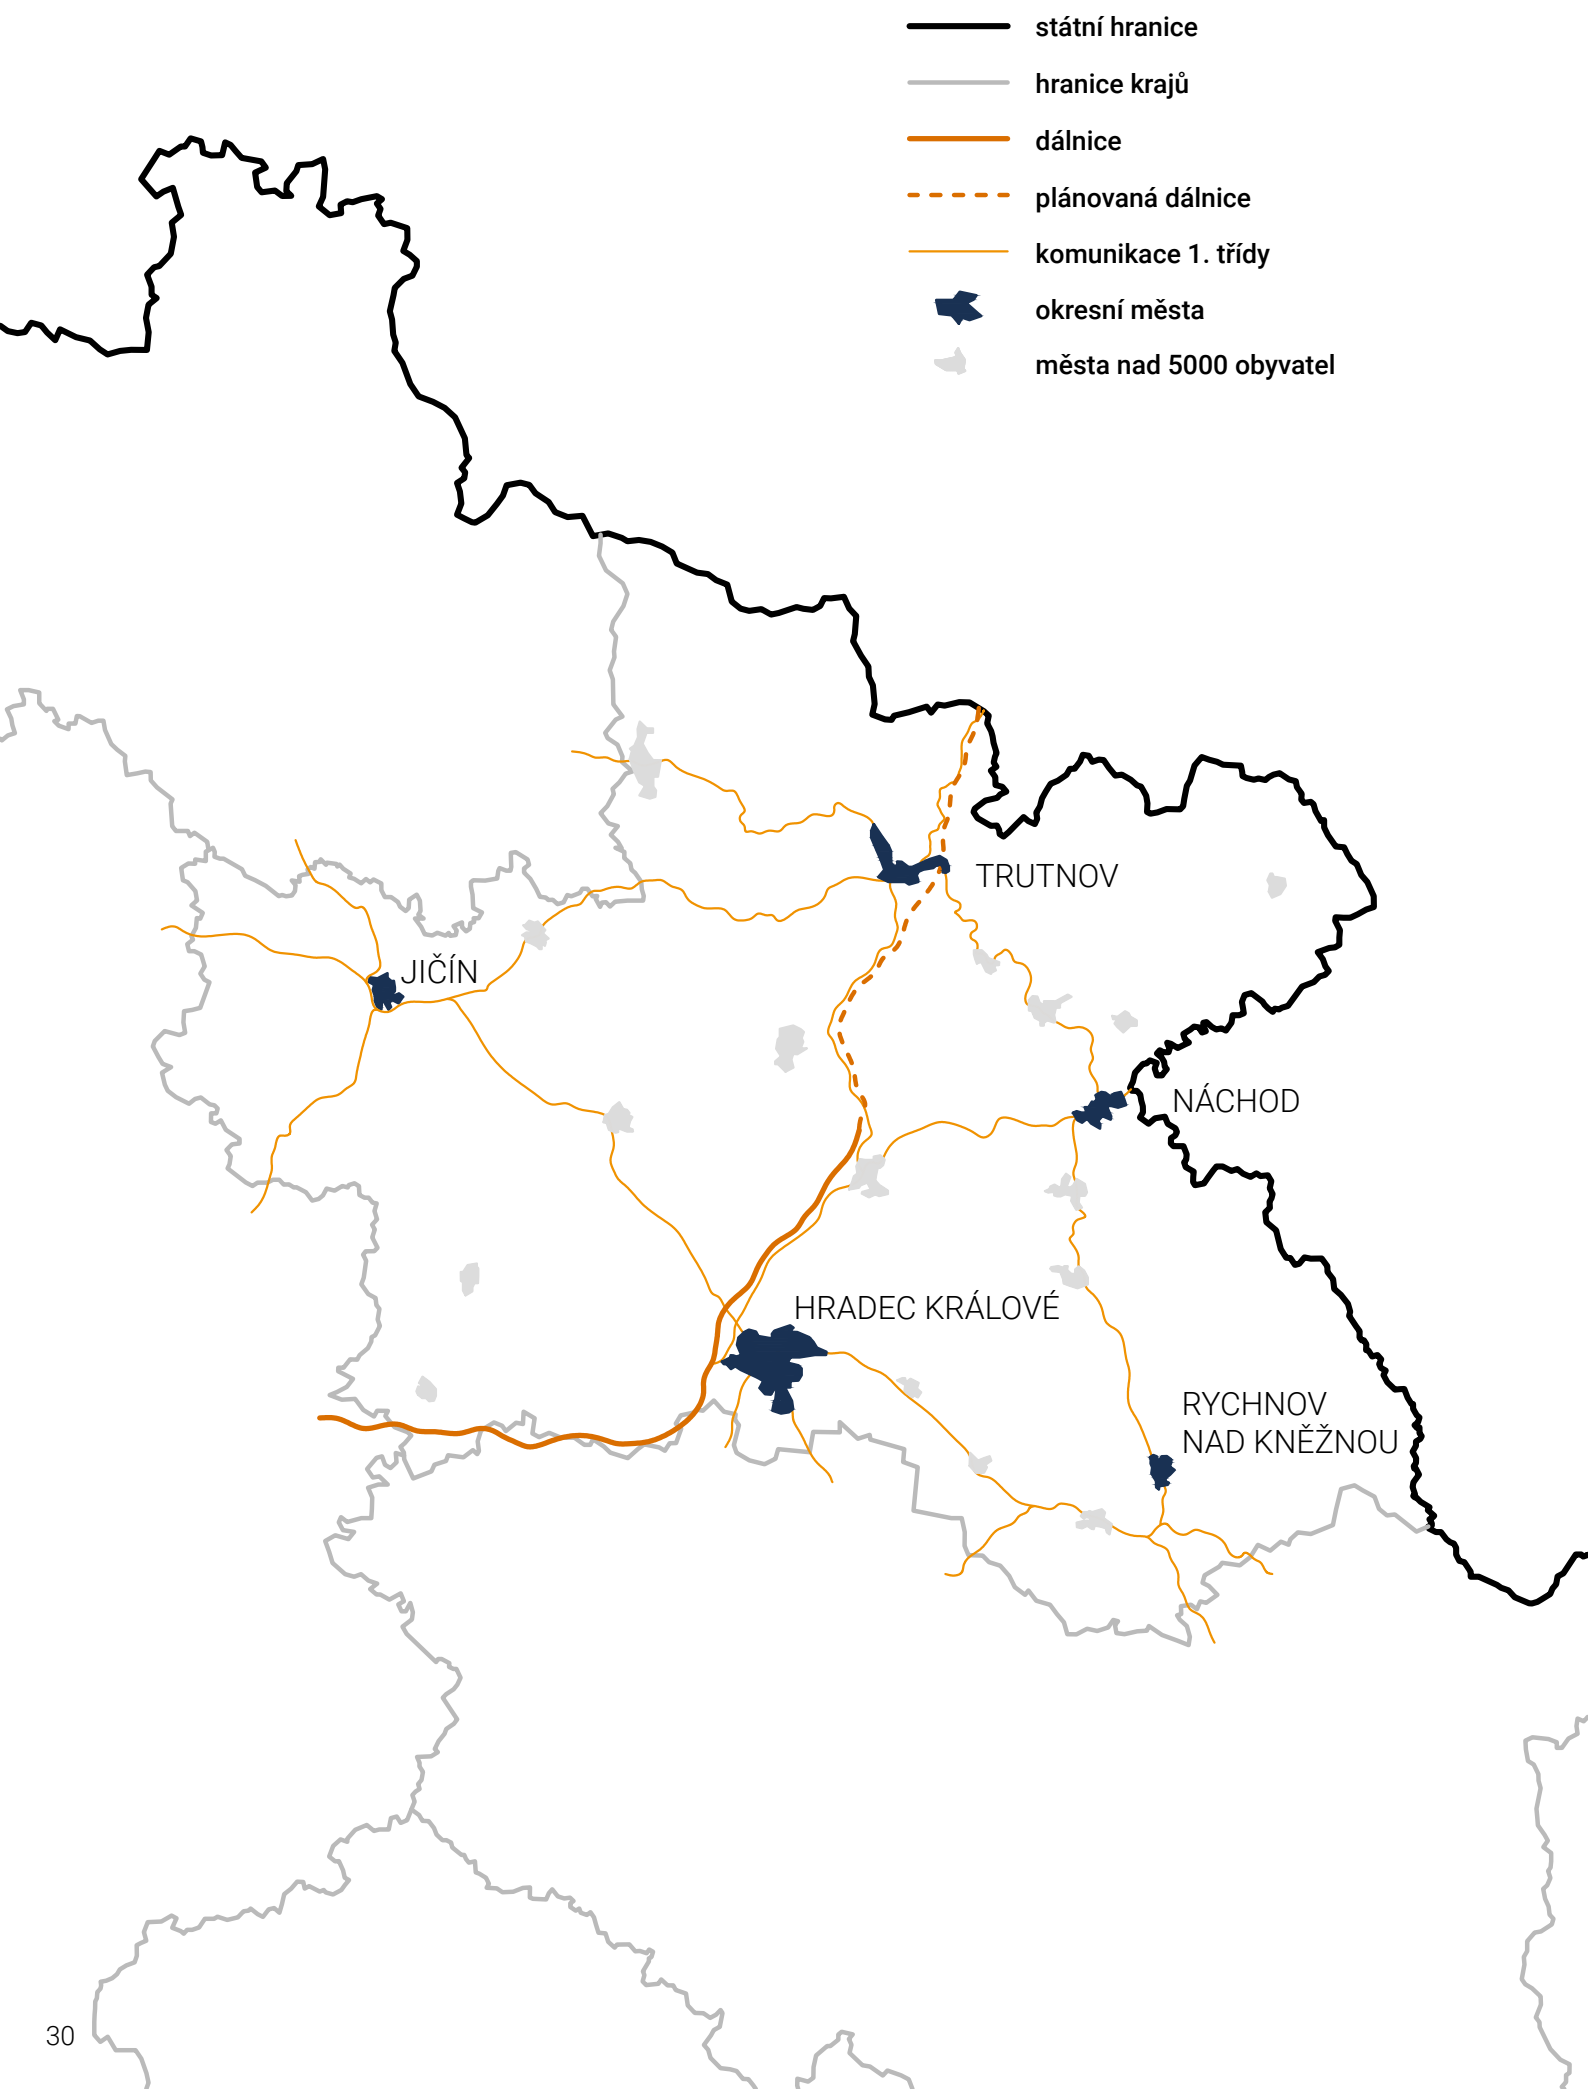 státní hranice
hranice krajů
dálnice
plánovaná dálnice
komunikace 1. třídy
okresní města
města nad 5000 obyvatel
TRUTNOV
JIČÍN
NÁCHOD
HRADEC KRÁLOVÉ
RYCHNOV
NAD KNĚŽNOU
30